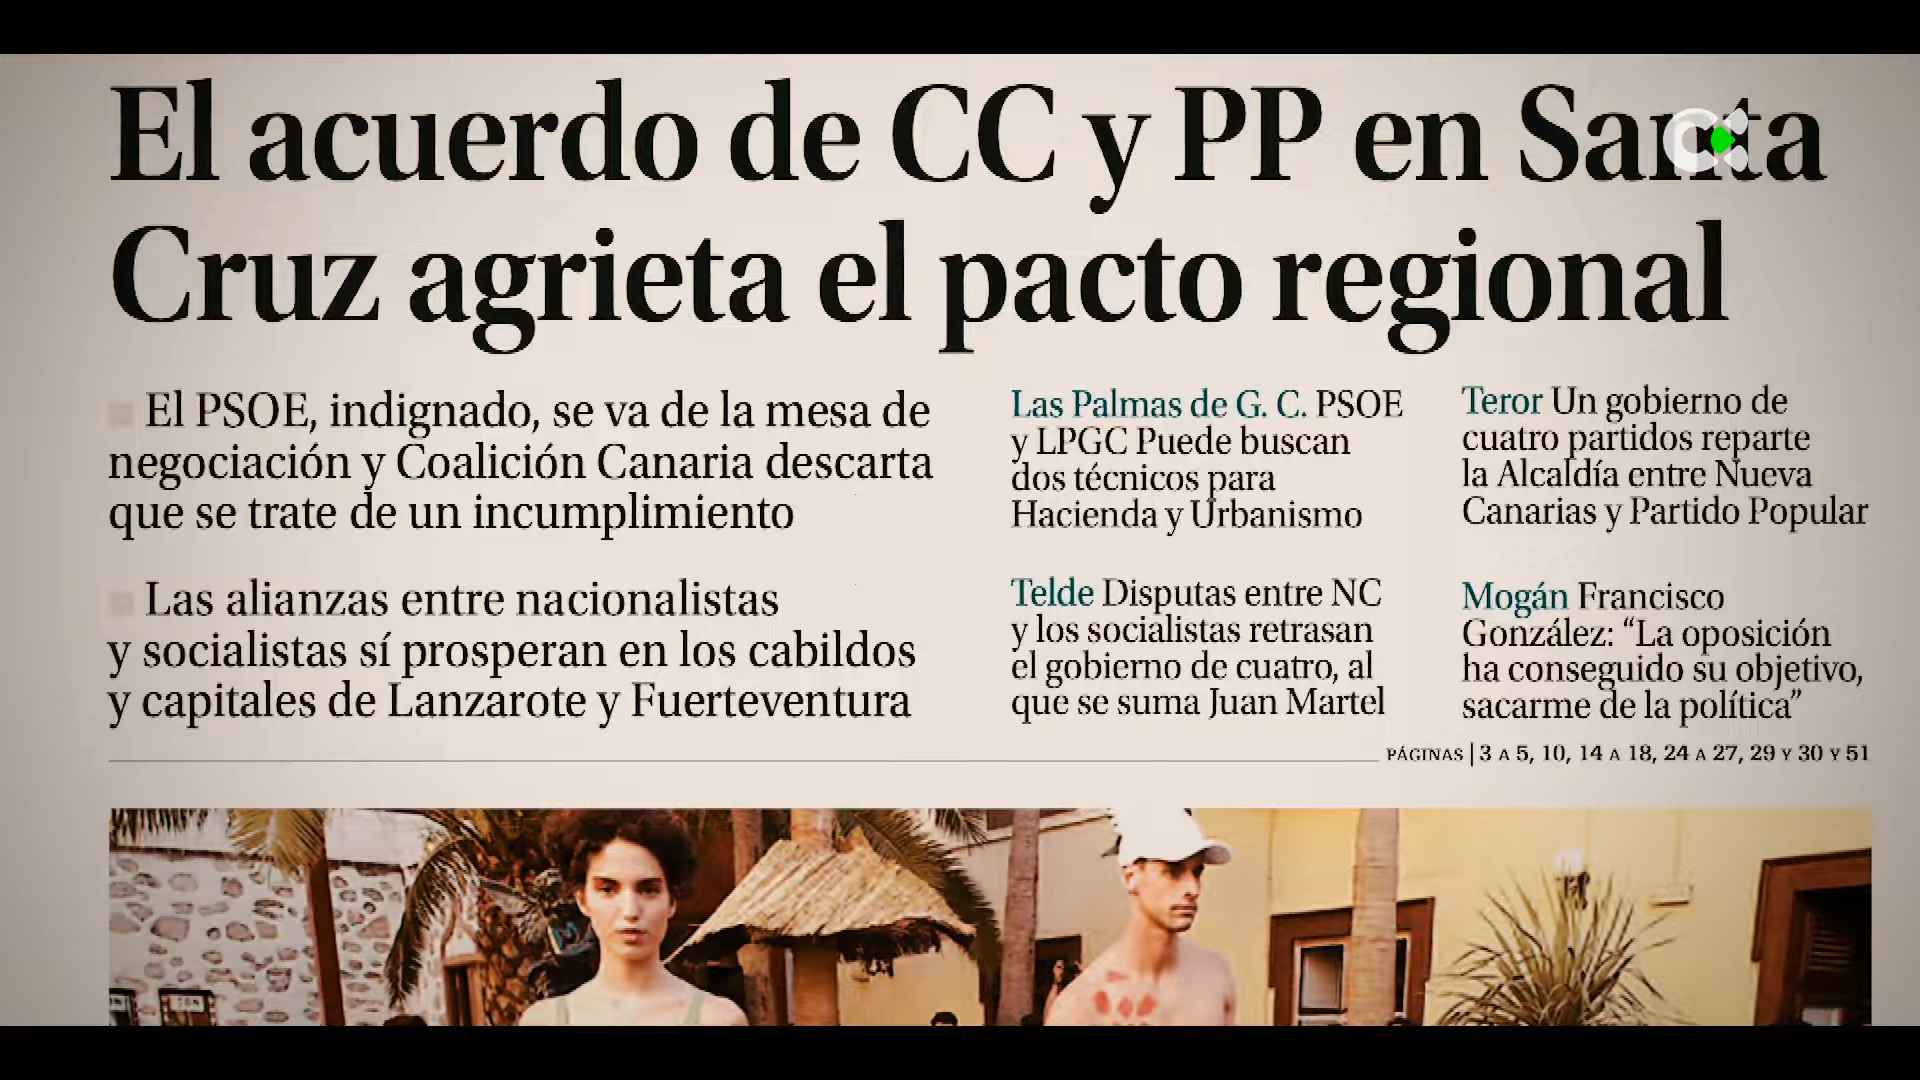 El acuerdo de CC y PP en Santa
Cruz agrieta el pacto regional
El PSOE, indignado, se va de la mesa de
negociación y Coalición Canaria descarta
que se trate de un incumplimiento
Las alianzas entre nacionalistas
y socialistas sí prosperan en los cabildos
y capitales de Lanzarote y Fuerteventura
Las Palmas de G. C. PSOE
y LPGC Puede buscan
dos técnicos para
Hacienda y Urbanismo
Telde Disputas entre NC
y los socialistas retrasan
el gobierno de cuatro, al
que se suma Juan Martel
Teror Un gobierno de
cuatro partidos reparte
la Alcaldía entre Nueva
Canarias y Partido Popular
Mogán Francisco
González: “La oposición
ha conseguido su objetivo,
sacarme de la política”
PÁGINAS | 3 A 5, 10, 14 A 18, 24 A 27, 29 Y 30 Y 51